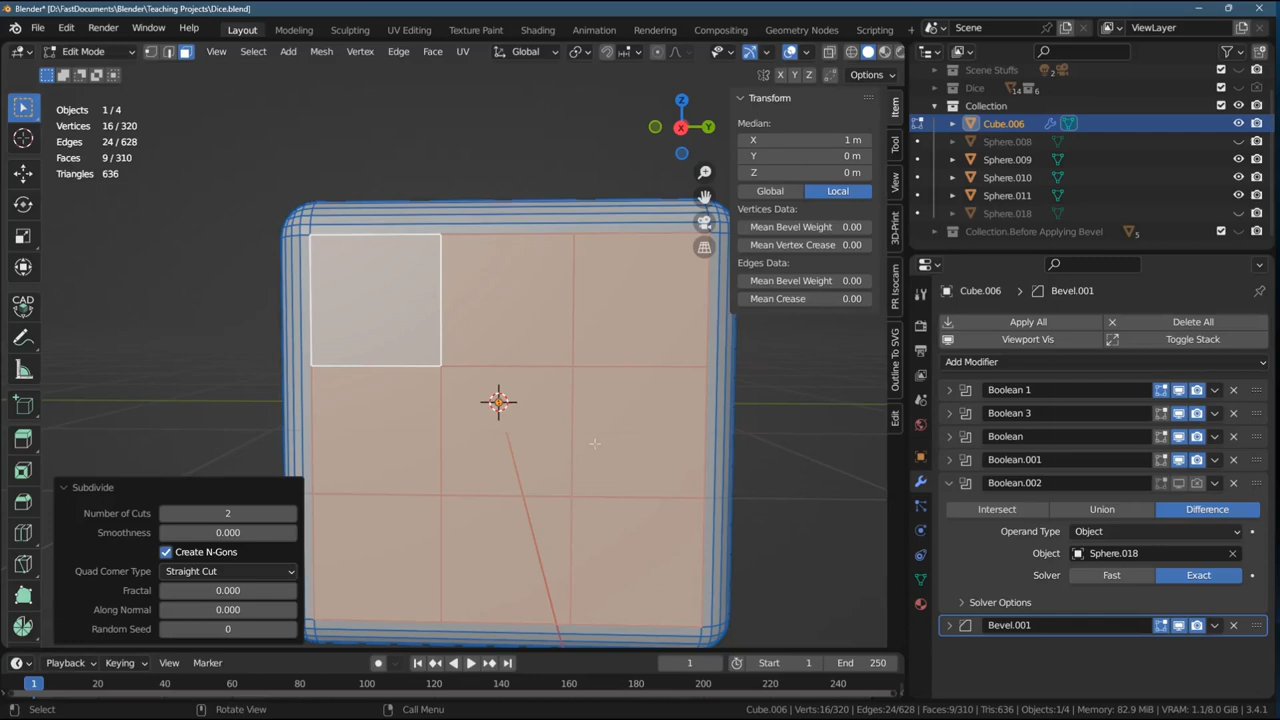 Blender* [D:\FastDocuments\Blender\Teaching Projects\Dice.blend]
File Edit Render Window Help Layout Modeling Sculpting UV Editing Texture Paint Shading Animation Rendering Compositing Geometry Nodes Scripting Scene ViewLayer
Edit Mode View Select Add Mesh Vertex Edge Face UV Global
X Y Z Options
Scene Stuffs 2
Dice 14 6
Collection
Cube.006
Sphere.008
Sphere.009
Sphere.010
Sphere.011
Sphere.018
Collection.Before Applying Bevel 5
Objects 1 / 4
Vertices 16 / 320
Edges 24 / 628
Faces 9 / 310
Triangles 636
Z
X Y
Transform
Median:
X 1 m
Y 0 m
Z 0 m
Global Local
Vertices Data:
Mean Bevel Weight 0.00
Mean Vertex Crease 0.00
Edges Data:
Mean Bevel Weight 0.00
Mean Crease 0.00
Item
Tool
View
3D-Print
PR Isocam
Outline To SVG
Edit
CAD
Subdivide
Number of Cuts 2
Smoothness 0.000
Create N-Gons
Quad Corner Type Straight Cut
Fractal 0.000
Along Normal 0.000
Random Seed 0
Cube.006 Bevel.001
Apply All Delete All
Viewport Vis Toggle Stack
Add Modifier
Boolean 1
Boolean 3
Boolean
Boolean.001
Boolean.002
Intersect Union Difference
Operand Type Object
Object Sphere.018
Solver Fast Exact
Solver Options
Bevel.001
Playback Keying View Marker 1 Start 1 End 250
1 20 40 60 80 100 120 140 160 180 200 220 240
Select Rotate View Call Menu Cube.006 | Verts:16/320 | Edges:24/628 | Faces:9/310 | Tris:636 | Objects:1/4 | Memory: 82.9 MiB | VRAM: 1.1/8.0 GiB | 3.4.1